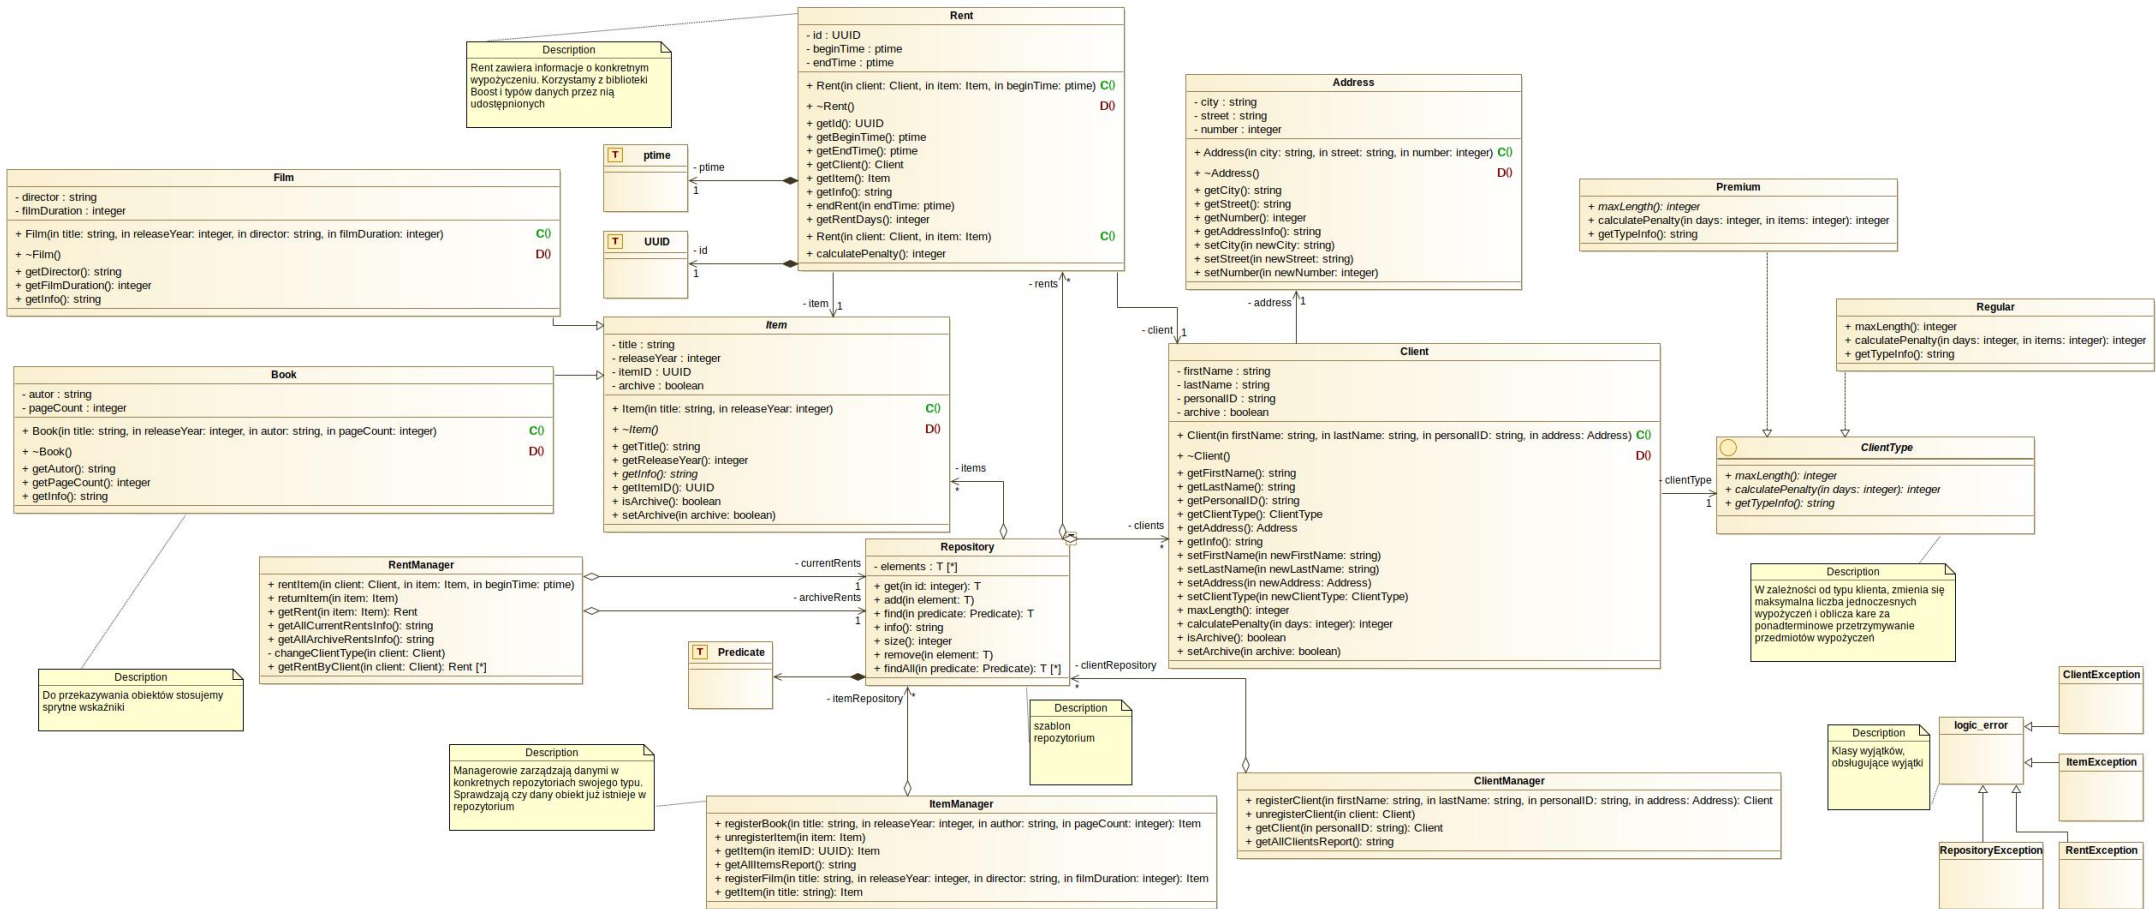 Rent
- id : UUID
- beginTime : ptime
- endTime : ptime
+ Rent(in client: Client, in item: Item, in beginTime: ptime) C()
+ ~Rent() D()
+ getId(): UUID
+ getBeginTime(): ptime
+ getEndTime(): ptime
+ getClient(): Client
+ getItem(): Item
+ getInfo(): string
+ endRent(in endTime: ptime)
+ getRentDays(): integer
+ Rent(in client: Client, in item: Item) C()
+ calculatePenalty(): integer
Description
Rent zawiera informacje o konkretnym
wypożyczeniu. Korzystamy z biblioteki
Boost i typów danych przez nią
udostępnionych
T ptime
- ptime
1
T UUID
- id
1
- item
1
- rents
*
- client
1
Address
- city : string
- street : string
- number : integer
+ Address(in city: string, in street: string, in number: integer) C()
+ ~Address() D()
+ getCity(): string
+ getStreet(): string
+ getNumber(): integer
+ getAddressInfo(): string
+ setCity(in newCity: string)
+ setStreet(in newStreet: string)
+ setNumber(in newNumber: integer)
- address
1
Premium
+ maxLength(): integer
+ calculatePenalty(in days: integer, in items: integer): integer
+ getTypeInfo(): string
Regular
+ maxLength(): integer
+ calculatePenalty(in days: integer, in items: integer): integer
+ getTypeInfo(): string
Film
- director : string
- filmDuration : integer
+ Film(in title: string, in releaseYear: integer, in director: string, in filmDuration: integer) C()
+ ~Film() D()
+ getDirector(): string
+ getFilmDuration(): integer
+ getInfo(): string
Book
- autor : string
- pageCount : integer
+ Book(in title: string, in releaseYear: integer, in autor: string, in pageCount: integer) C()
+ ~Book() D()
+ getAutor(): string
+ getPageCount(): integer
+ getInfo(): string
Item
- title : string
- releaseYear : integer
- itemID : UUID
- archive : boolean
+ Item(in title: string, in releaseYear: integer) C()
+ ~Item() D()
+ getTitle(): string
+ getReleaseYear(): integer
+ getInfo(): string
+ getItemID(): UUID
+ isArchive(): boolean
+ setArchive(in archive: boolean)
- items
*
Client
- firstName : string
- lastName : string
- personalID : string
- archive : boolean
+ Client(in firstName: string, in lastName: string, in personalID: string, in address: Address) C()
+ ~Client() D()
+ getFirstName(): string
+ getLastName(): string
+ getPersonalID(): string
+ getClientType(): ClientType
+ getAddress(): Address
+ getInfo(): string
+ setFirstName(in newFirstName: string)
+ setLastName(in newLastName: string)
+ setAddress(in newAddress: Address)
+ setClientType(in newClientType: ClientType)
+ maxLength(): integer
+ calculatePenalty(in days: integer): integer
+ isArchive(): boolean
+ setArchive(in archive: boolean)
- clientType
1
ClientType
+ maxLength(): integer
+ calculatePenalty(in days: integer): integer
+ getTypeInfo(): string
Description
W zależności od typu klienta, zmienia się
maksymalna liczba jednoczesnych
wypożyczeń i oblicza kare za
ponadterminowe przetrzymywanie
przedmiotów wypożyczeń
- clients
*
RentManager
+ rentItem(in client: Client, in item: Item, in beginTime: ptime)
+ returnItem(in item: Item)
+ getRent(in item: Item): Rent
+ getAllCurrentRentsInfo(): string
+ getAllArchiveRentsInfo(): string
- changeClientType(in client: Client)
+ getRentByClient(in client: Client): Rent [*]
- currentRents
1
- archiveRents
1
Repository
- elements : T [*]
+ get(in id: integer): T
+ add(in element: T)
+ find(in predicate: Predicate): T
+ info(): string
+ size(): integer
+ remove(in element: T)
+ findAll(in predicate: Predicate): T [*]
T Predicate
- itemRepository
*
- clientRepository
*
Description
szablon
repozytorium
Description
Do przekazywania obiektów stosujemy
sprytne wskaźniki
Description
Managerowie zarządzają danymi w
konkretnych repozytoriach swojego typu.
Sprawdzają czy dany obiekt już istnieje w
repozytorium
ItemManager
+ registerBook(in title: string, in releaseYear: integer, in author: string, in pageCount: integer): Item
+ unregisterItem(in item: Item)
+ getItem(in itemID: UUID): Item
+ getAllItemsReport(): string
+ registerFilm(in title: string, in releaseYear: integer, in director: string, in filmDuration: integer): Item
+ getItem(in title: string): Item
ClientManager
+ registerClient(in firstName: string, in lastName: string, in personalID: string, in address: Address): Client
+ unregisterClient(in client: Client)
+ getClient(in personalID: string): Client
+ getAllClientsReport(): string
Description
Klasy wyjątków,
obsługujące wyjątki
logic_error
ClientException
ItemException
RepositoryException
RentException